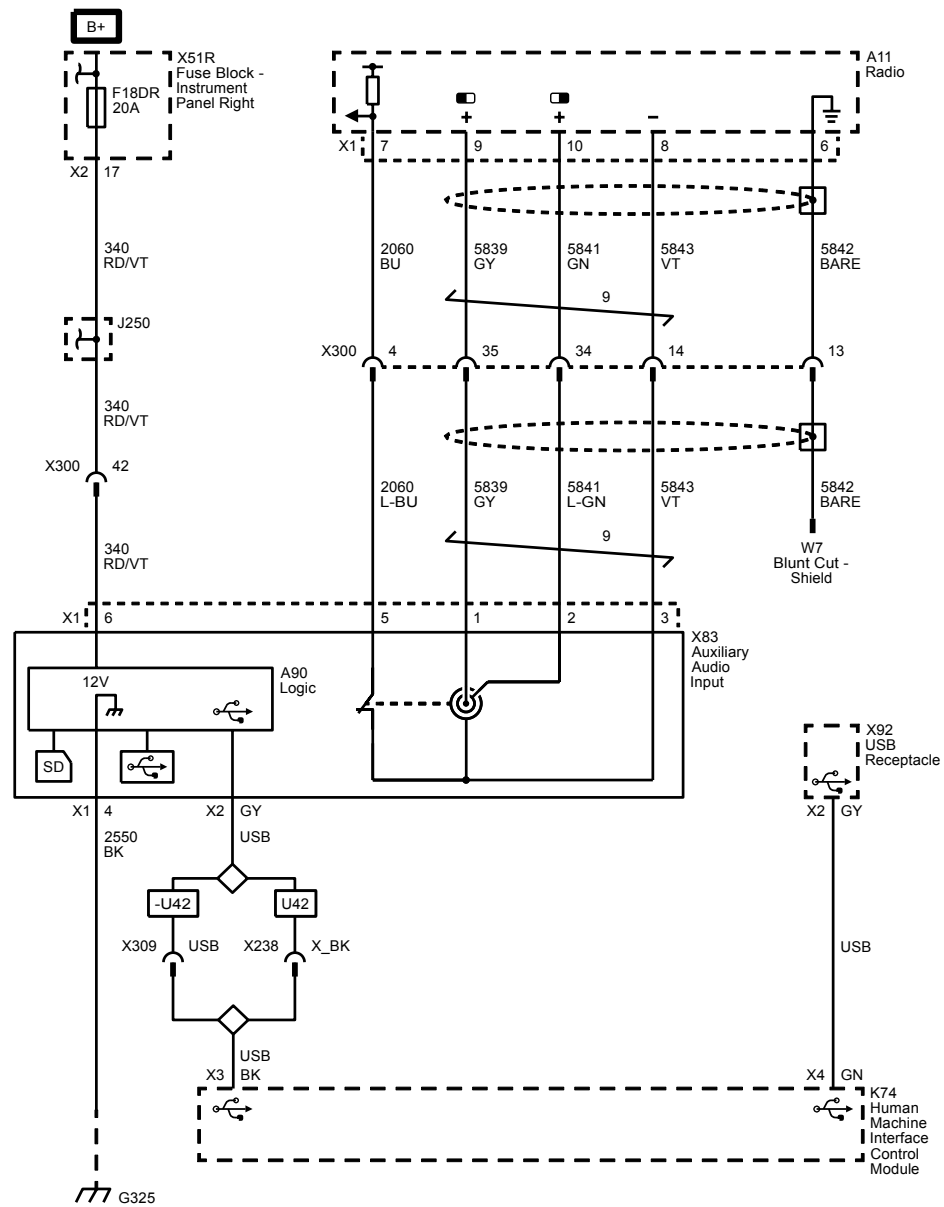 B+
X51R
Fuse Block -
Instrument
Panel Right
F18DR
20A
X2 17
A11
Radio
+ + -
X1 7 9 10 8 6
340
RD/VT
2060
BU
5839
GY
5841
GN
5843
VT
5842
BARE
9
J250
X300 4 35 34 14 13
340
RD/VT
X300 42
2060
L-BU
5839
GY
5841
L-GN
5843
VT
5842
BARE
9
340
RD/VT
W7
Blunt Cut -
Shield
X1 6 5 1 2 3
X83
Auxiliary
Audio
Input
12V
A90
Logic
SD
X92
USB
Receptacle
X1 4
X2 GY
X2 GY
2550
BK
USB
-U42
U42
X309 USB
X238 X_BK
USB
USB
X3 BK
X4 GN
K74
Human
Machine
Interface
Control
Module
G325